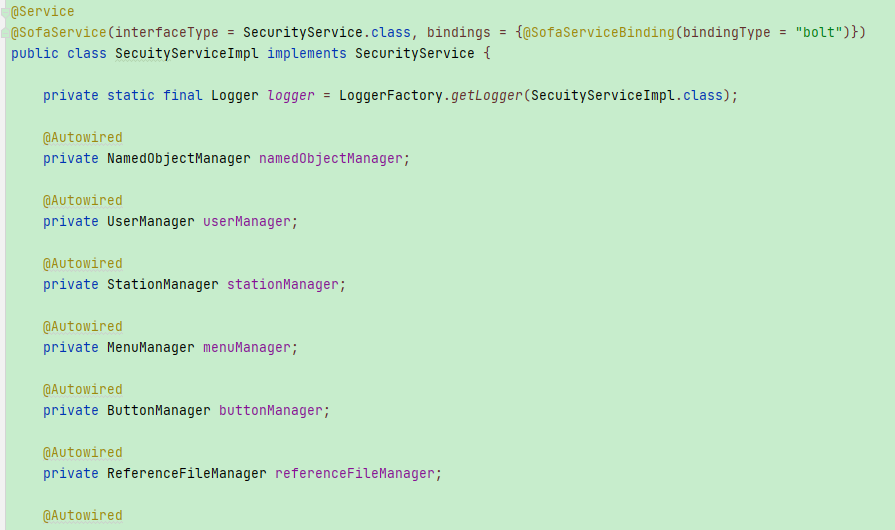 @Service
@SofaService(interfaceType = SecurityService.class, bindings = {@SofaServiceBinding(bindingType = "bolt")})
public class SecuityServiceImpl implements SecurityService {
private static final Logger logger = LoggerFactory.getLogger(SecuityServiceImpl.class);
@Autowired
private NamedObjectManager namedObjectManager;
@Autowired
private UserManager userManager;
@Autowired
private StationManager stationManager;
@Autowired
private MenuManager menuManager;
@Autowired
private ButtonManager buttonManager;
@Autowired
private ReferenceFileManager referenceFileManager;
@Autowired